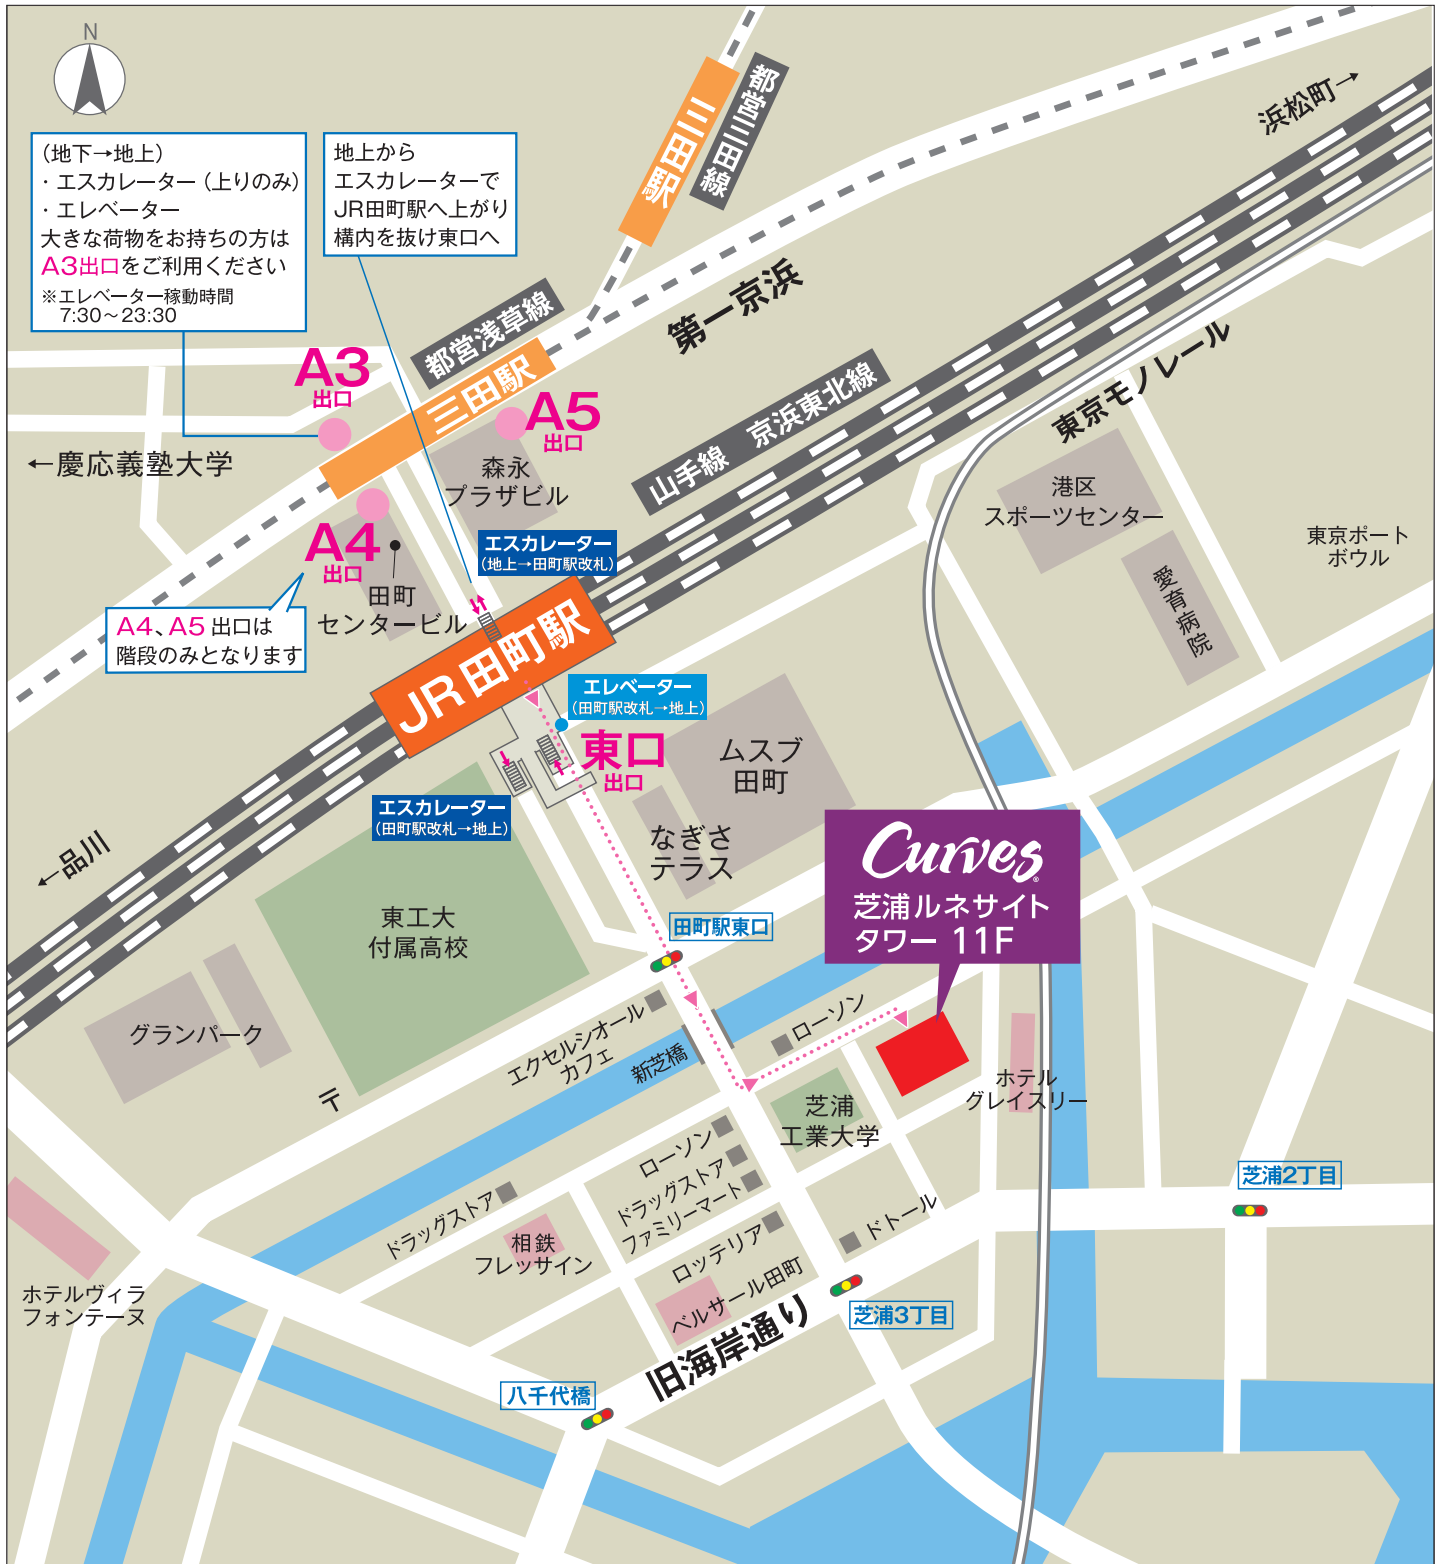 N
(地下→地上)
・エスカレーター(上りのみ)
・エレベーター
大きな荷物をお持ちの方は
A3出口をご利用ください
※エレベーター稼動時間
7:30〜23:30
地上から
エスカレーターで
JR田町駅へ上がり
構内を抜け東口へ
三田駅
都営三田線
浜松町→
第一京浜
都営浅草線
三田駅
A3
出口
A5
出口
←慶応義塾大学
森永
プラザビル
山手線 京浜東北線
東京モノレール
港区
スポーツセンター
東京ポート
ボウル
愛育病院
A4
出口
エスカレーター
(地上→田町駅改札)
田町
センタービル
A4、A5 出口は
階段のみとなります
JR田町駅
エレベーター
(田町駅改札→地上)
東口
出口
ムスブ
田町
エスカレーター
(田町駅改札→地上)
←品川
なぎさ
テラス
Curves®
芝浦ルネサイト
タワー 11F
東工大
付属高校
田町駅東口
グランパーク
エクセルシオール
カフェ
新芝橋
ローソン
〒
ホテル
グレイスリー
芝浦
工業大学
ローソン
ドラッグストア
ファミリーマート
ドラッグストア
芝浦2丁目
相鉄
フレッサイン
ロッテリア
ドトール
ベルサール田町
ホテルヴィラ
フォンテーヌ
芝浦3丁目
旧海岸通り
八千代橋